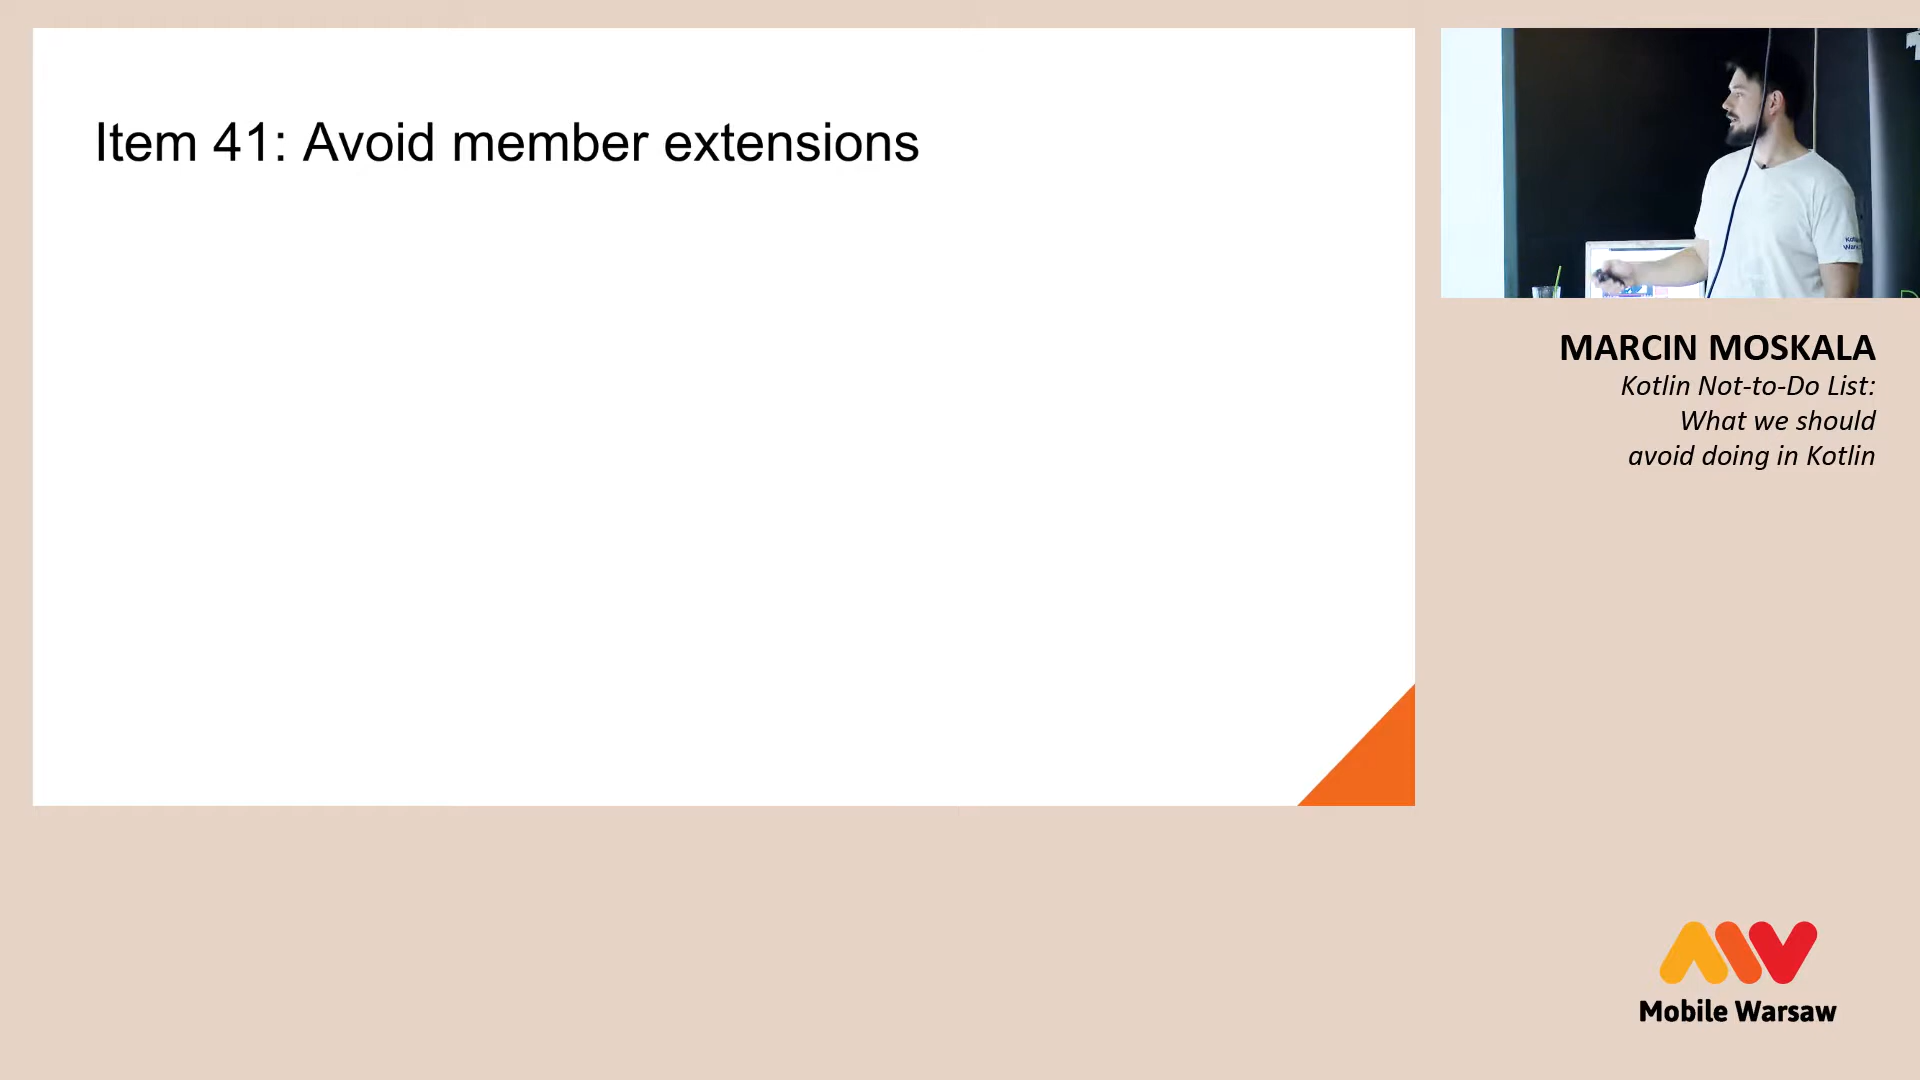 Item 41: Avoid member extensions
MARCIN MOSKALA
Kotlin Not-to-Do List:
What we should
avoid doing in Kotlin
Mobile Warsaw